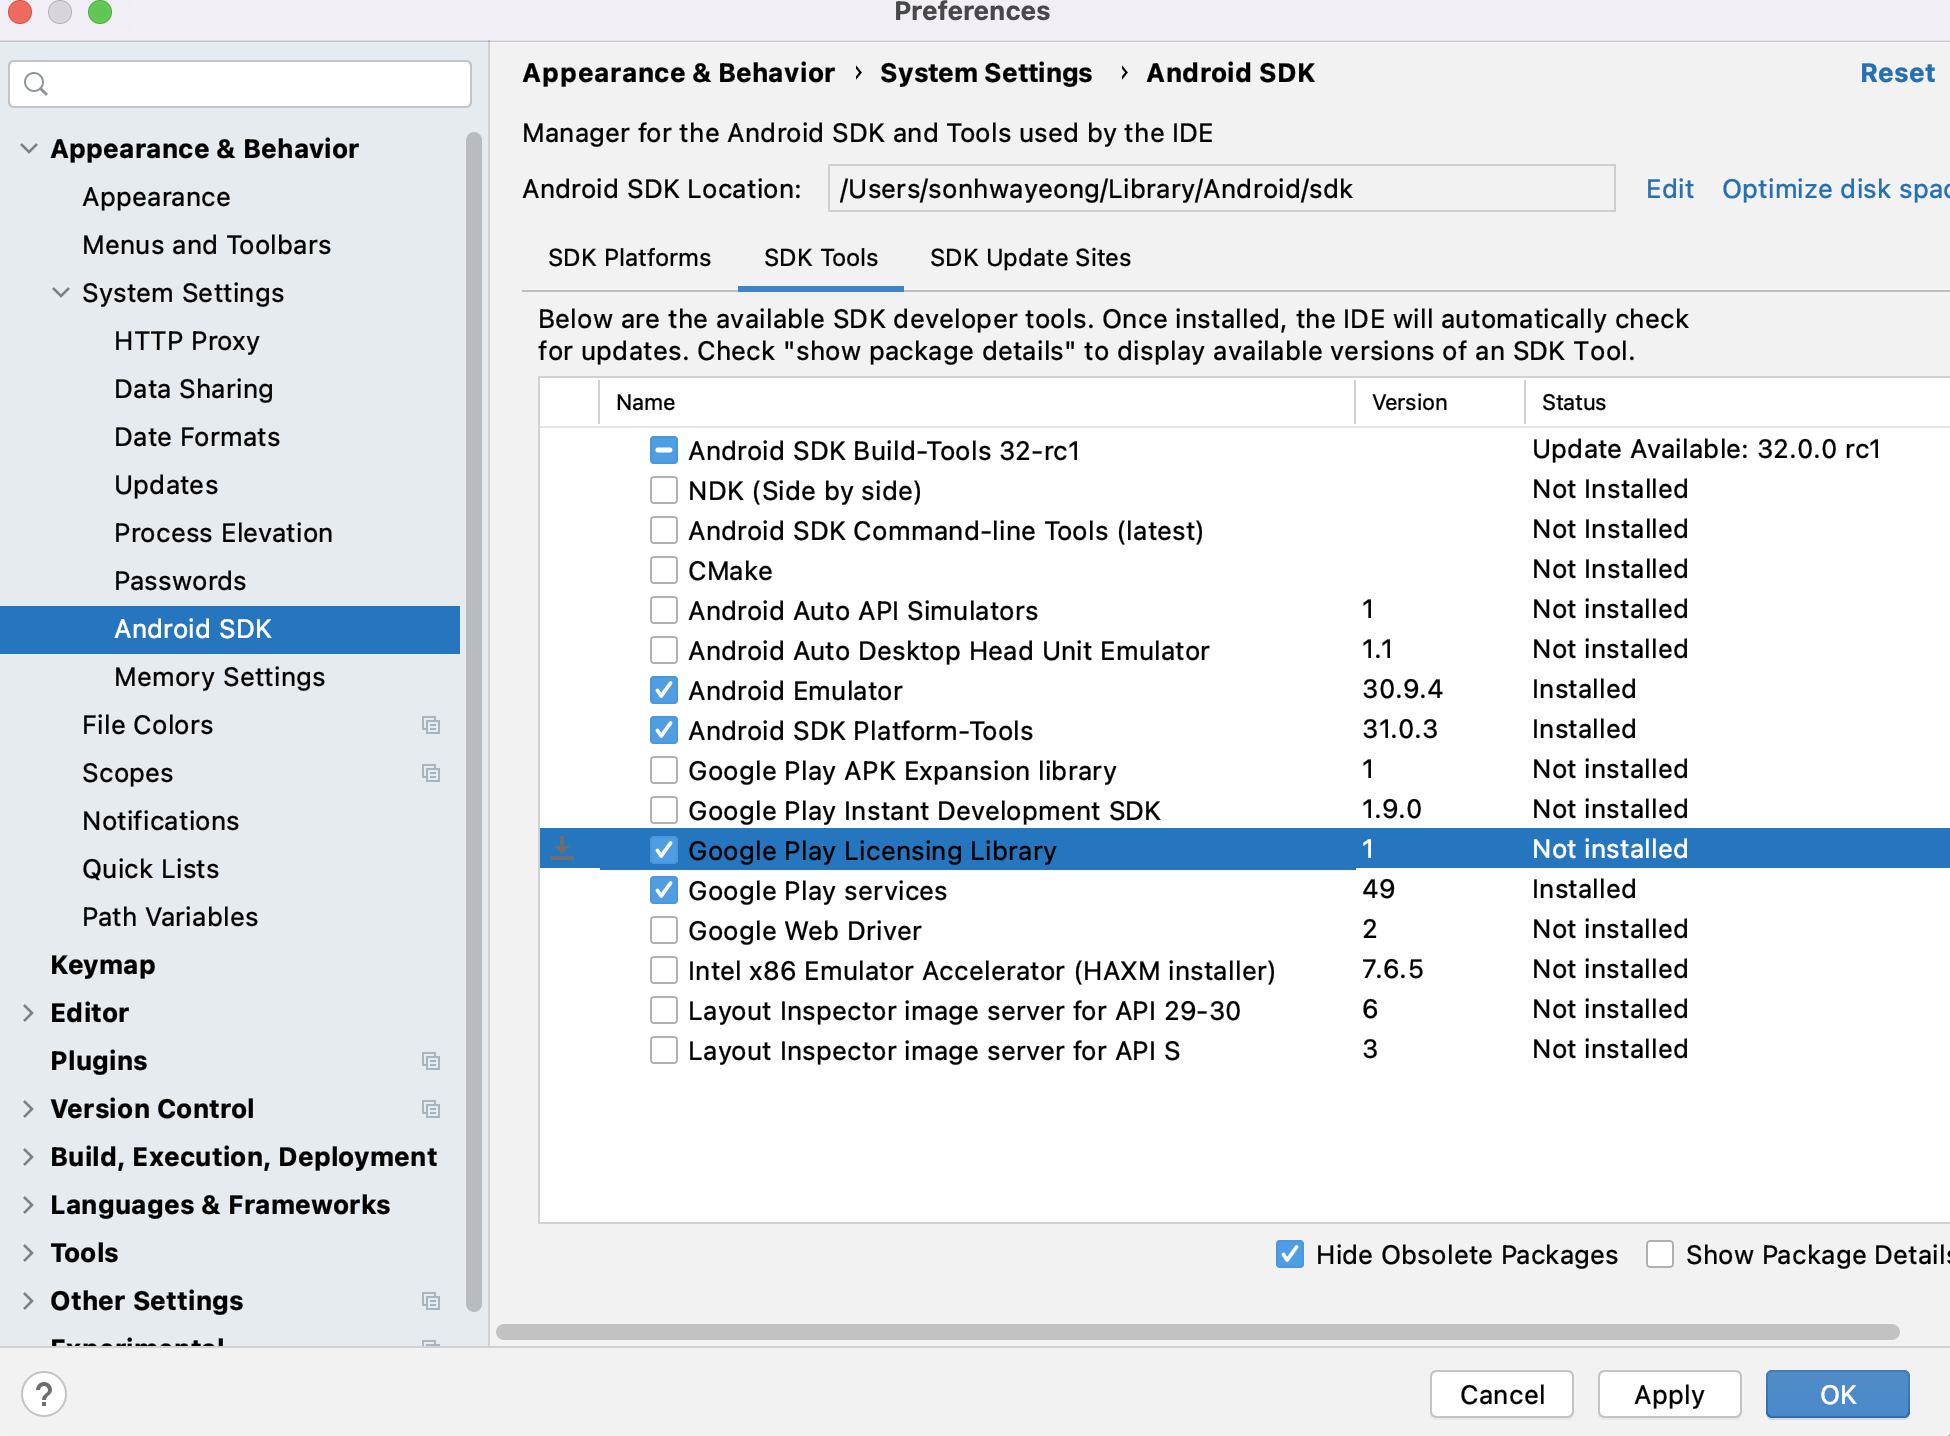 Preferences
Appearance & Behavior
Appearance
Menus and Toolbars
System Settings
HTTP Proxy
Data Sharing
Date Formats
Updates
Process Elevation
Passwords
Android SDK
Memory Settings
File Colors
Scopes
Notifications
Quick Lists
Path Variables
Keymap
Editor
Plugins
Version Control
Build, Execution, Deployment
Languages & Frameworks
Tools
Other Settings
Experimental
Appearance & Behavior › System Settings › Android SDK Reset
Manager for the Android SDK and Tools used by the IDE
Android SDK Location: /Users/sonhwayeong/Library/Android/sdk Edit Optimize disk spac
SDK Platforms SDK Tools SDK Update Sites
Below are the available SDK developer tools. Once installed, the IDE will automatically check
for updates. Check "show package details" to display available versions of an SDK Tool.
Name Version Status
Android SDK Build-Tools 32-rc1 Update Available: 32.0.0 rc1
NDK (Side by side) Not Installed
Android SDK Command-line Tools (latest) Not Installed
CMake Not Installed
Android Auto API Simulators 1 Not installed
Android Auto Desktop Head Unit Emulator 1.1 Not installed
Android Emulator 30.9.4 Installed
Android SDK Platform-Tools 31.0.3 Installed
Google Play APK Expansion library 1 Not installed
Google Play Instant Development SDK 1.9.0 Not installed
Google Play Licensing Library 1 Not installed
Google Play services 49 Installed
Google Web Driver 2 Not installed
Intel x86 Emulator Accelerator (HAXM installer) 7.6.5 Not installed
Layout Inspector image server for API 29-30 6 Not installed
Layout Inspector image server for API S 3 Not installed
Hide Obsolete Packages Show Package Details
? Cancel Apply OK